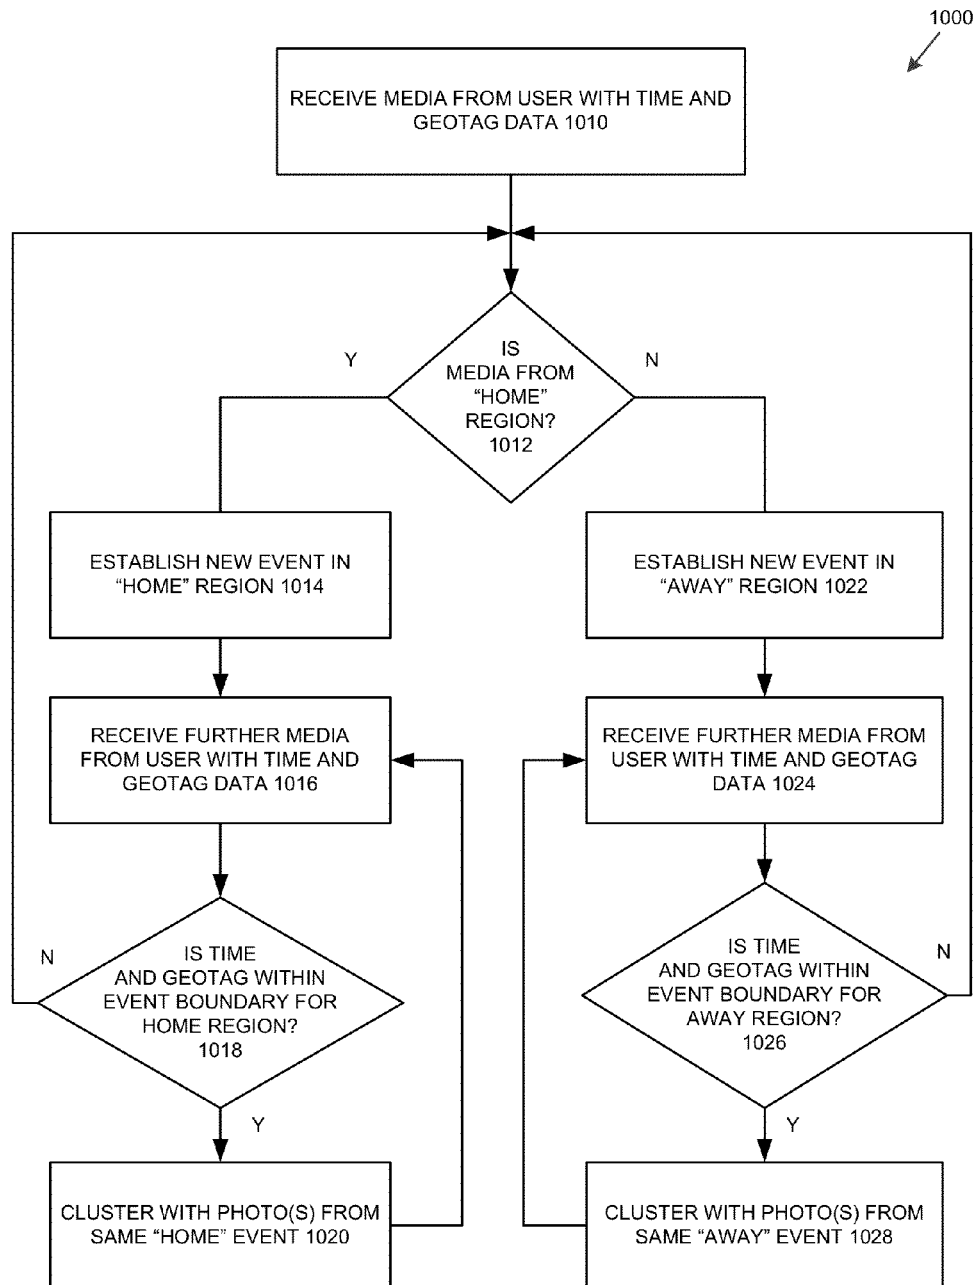 1000
RECEIVE MEDIA FROM USER WITH TIME AND
GEOTAG DATA 1010
IS
MEDIA FROM
“HOME”
REGION?
1012
Y
N
ESTABLISH NEW EVENT IN
“HOME” REGION 1014
ESTABLISH NEW EVENT IN
“AWAY” REGION 1022
RECEIVE FURTHER MEDIA
FROM USER WITH TIME AND
GEOTAG DATA 1016
RECEIVE FURTHER MEDIA FROM
USER WITH TIME AND GEOTAG
DATA 1024
N
IS TIME
AND GEOTAG WITHIN
EVENT BOUNDARY FOR
HOME REGION?
1018
IS TIME
AND GEOTAG WITHIN
EVENT BOUNDARY FOR
AWAY REGION?
1026
N
Y
Y
CLUSTER WITH PHOTO(S) FROM
SAME “HOME” EVENT 1020
CLUSTER WITH PHOTO(S) FROM
SAME “AWAY” EVENT 1028